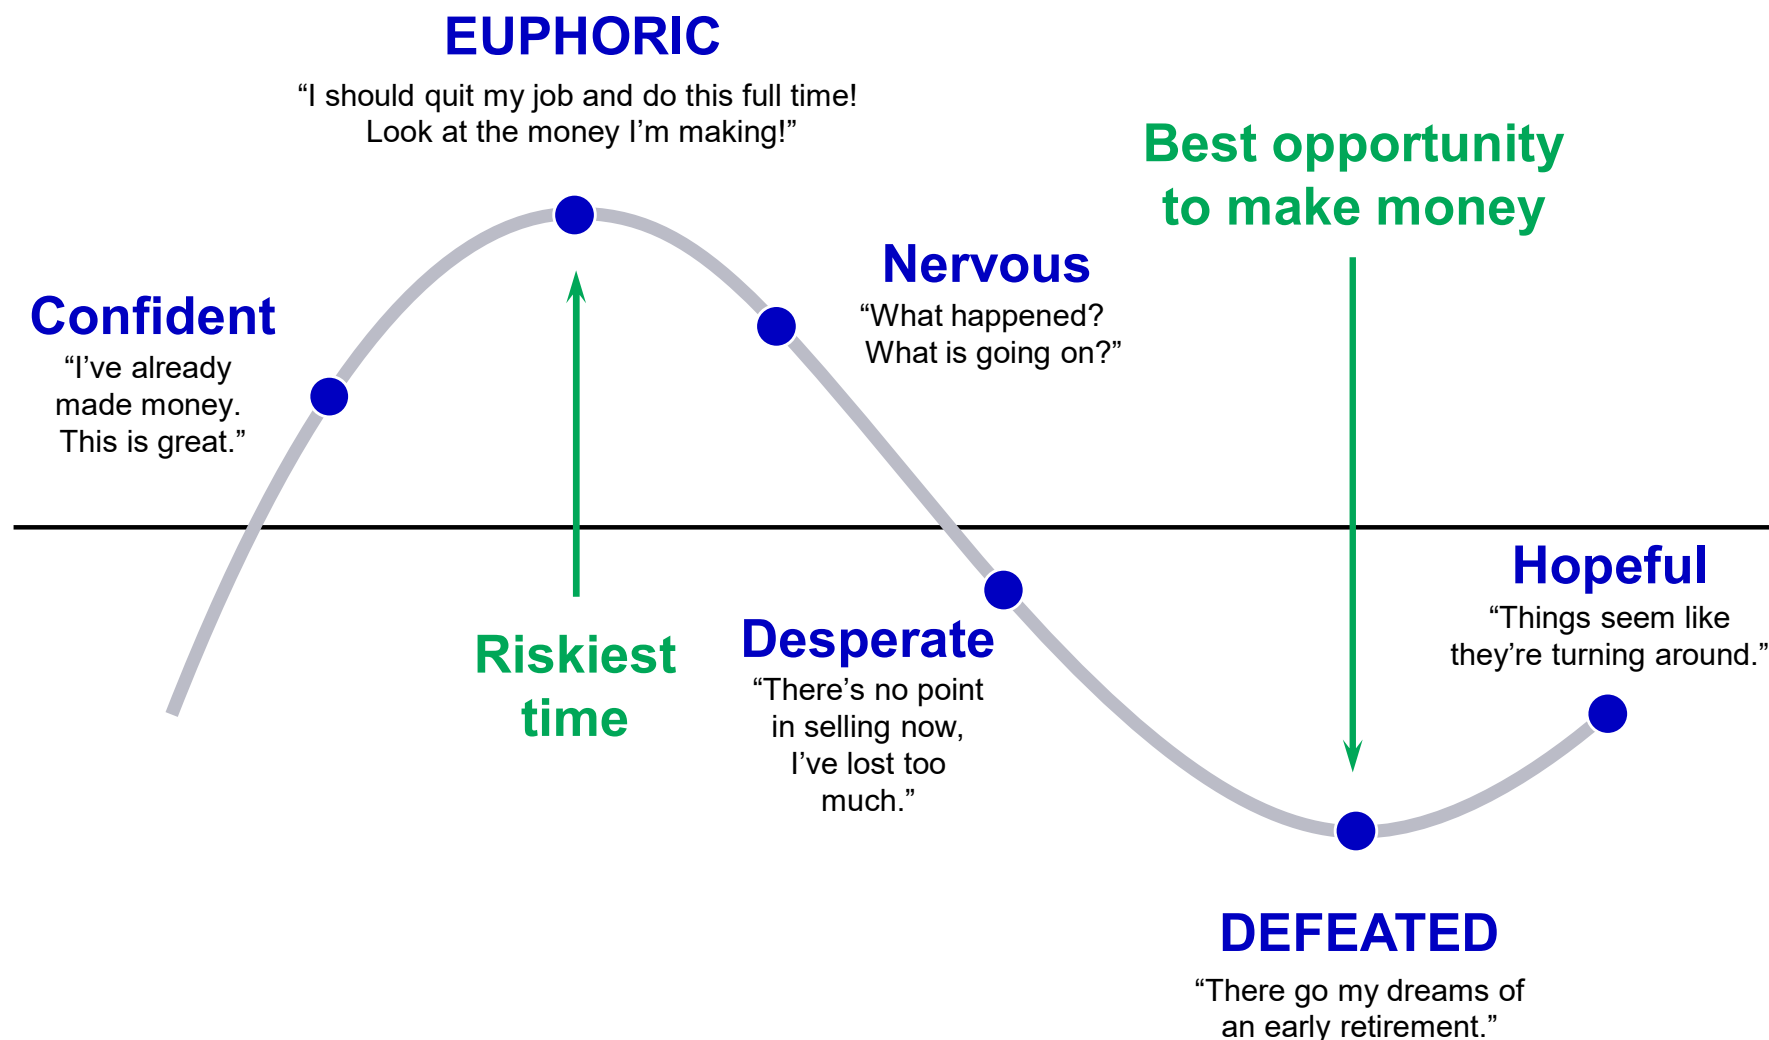 EUPHORIC
“I should quit my job and do this full time!
Look at the money I’m making!”
Best opportunity
to make money
Nervous
“What happened?
What is going on?”
Confident
“I’ve already
made money.
This is great.”
Hopeful
“Things seem like
they’re turning around.”
Riskiest
time
Desperate
“There’s no point
in selling now,
I’ve lost too
much.”
DEFEATED
“There go my dreams of
an early retirement.”